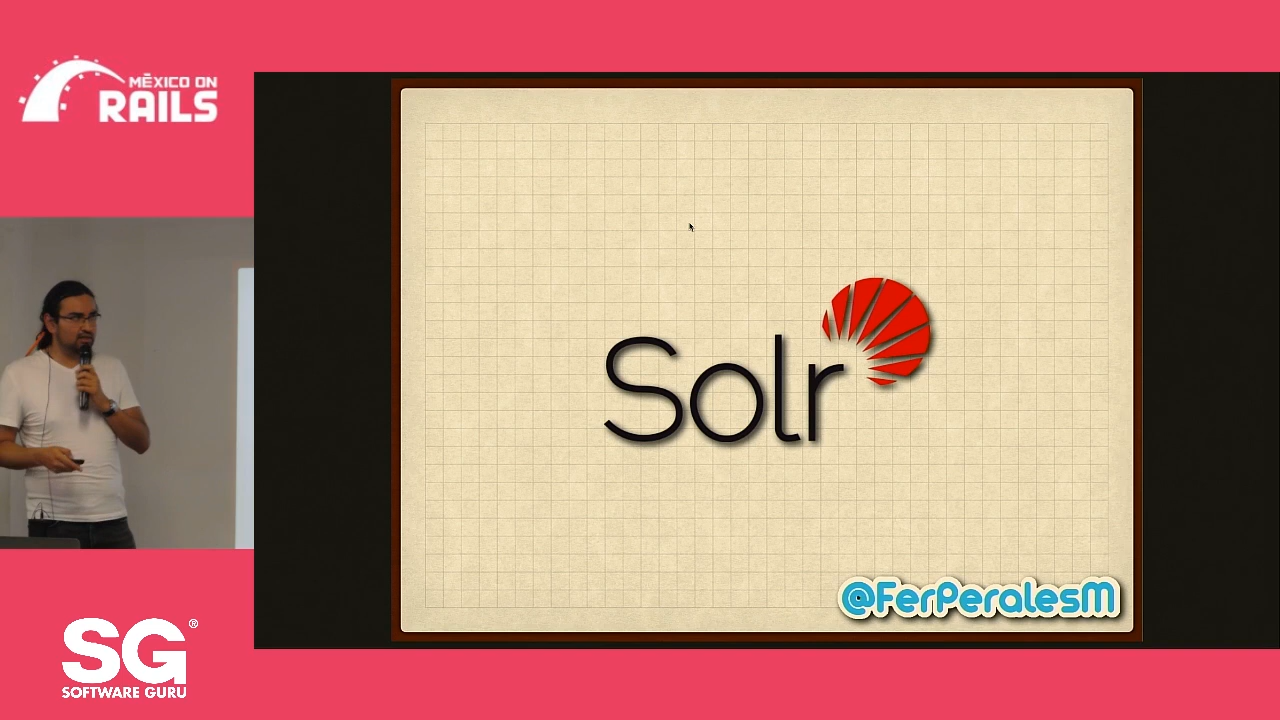 MÉXICO ON
RAILS
Solr
@FerPeralesM
SG®
SOFTWARE GURU